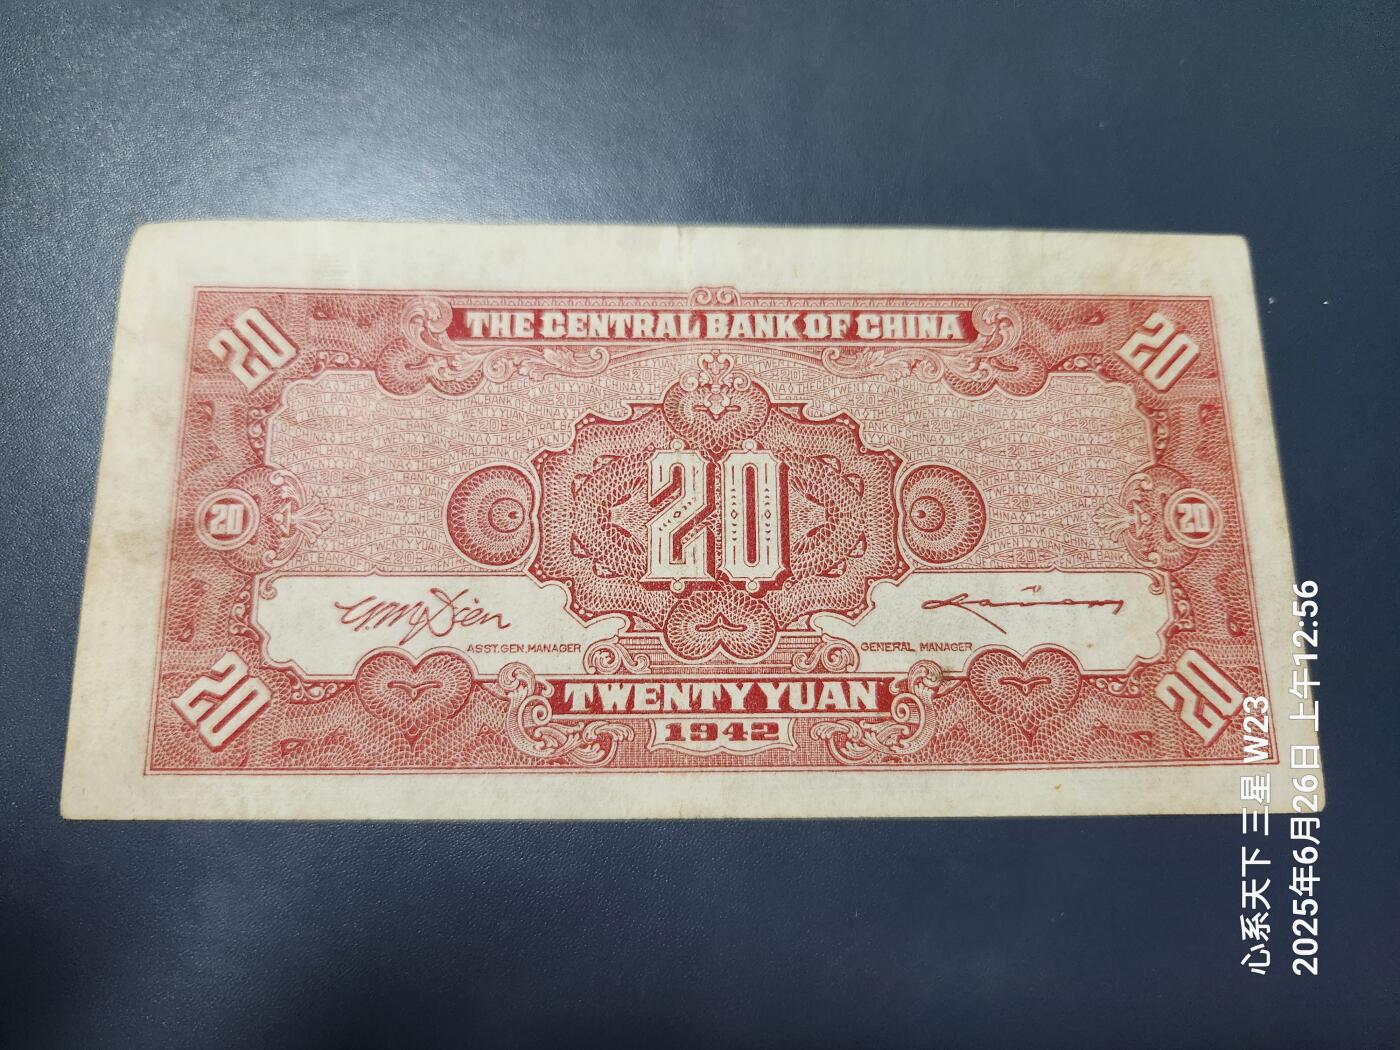 THE CENTRAL BANK OF CHINA
20
20
20
20
20
ASST. GEN. MANAGER
GENERAL MANAGER
20
20
TWENTY YUAN
1942
心系天下 三星 W23
2025年6月26日 上午12:56